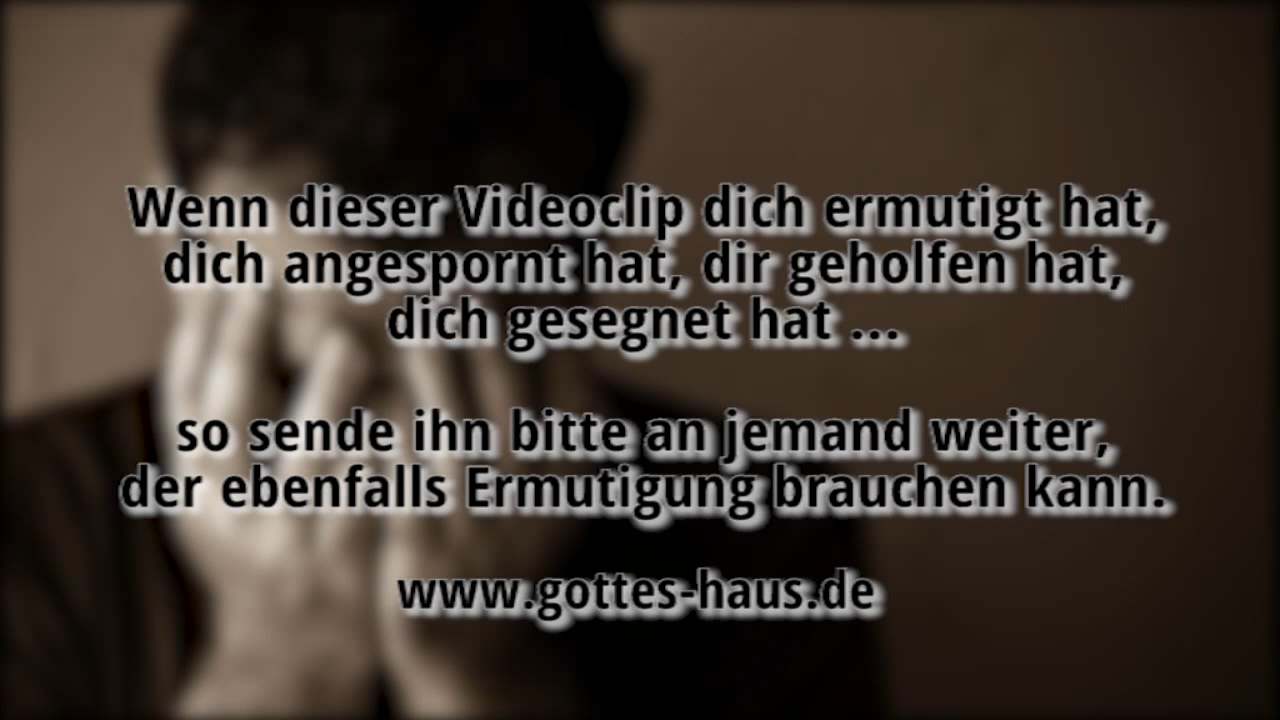 Wenn dieser Videoclip dich ermutigt hat,
dich angespornt hat, dir geholfen hat,
dich gesegnet hat ...
so sende ihn bitte an jemand weiter,
der ebenfalls Ermutigung brauchen kann.
www.gottes-haus.de